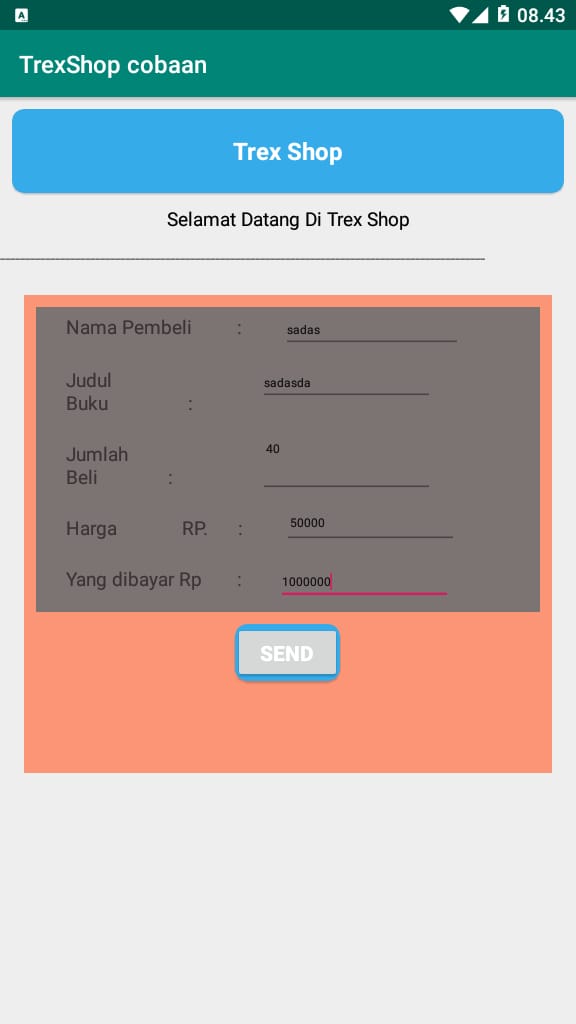 08.43
TrexShop cobaan
Trex Shop
Selamat Datang Di Trex Shop
Nama Pembeli : sadas
Judul
Buku : sadasda
Jumlah
Beli : 40
Harga RP. : 50000
Yang dibayar Rp : 1000000
SEND